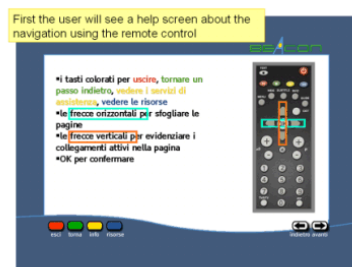 First the user will see a help screen about the
navigation using the remote control
•i tasti colorati per uscire, tornare un
passo indietro, vedere i servizi di
assistenza, vedere le risorse
•le frecce orizzontali per sfogliare le
pagine
•le frecce verticali per evidenziare i
collegamenti attivi nella pagina
•OK per confermare
esci torna info risorse
indietro avanti